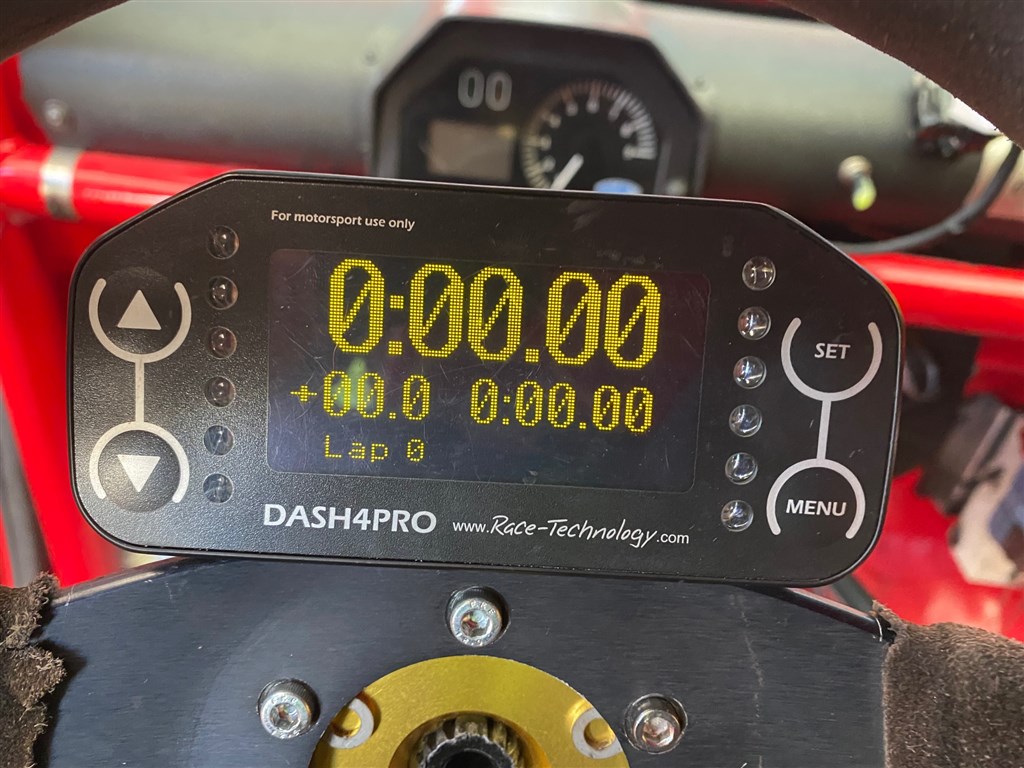 00
For motorsport use only
0:00.00
+00.0 0:00.00
Lap 0
SET
MENU
DASH4PRO www.Race-Technology.com